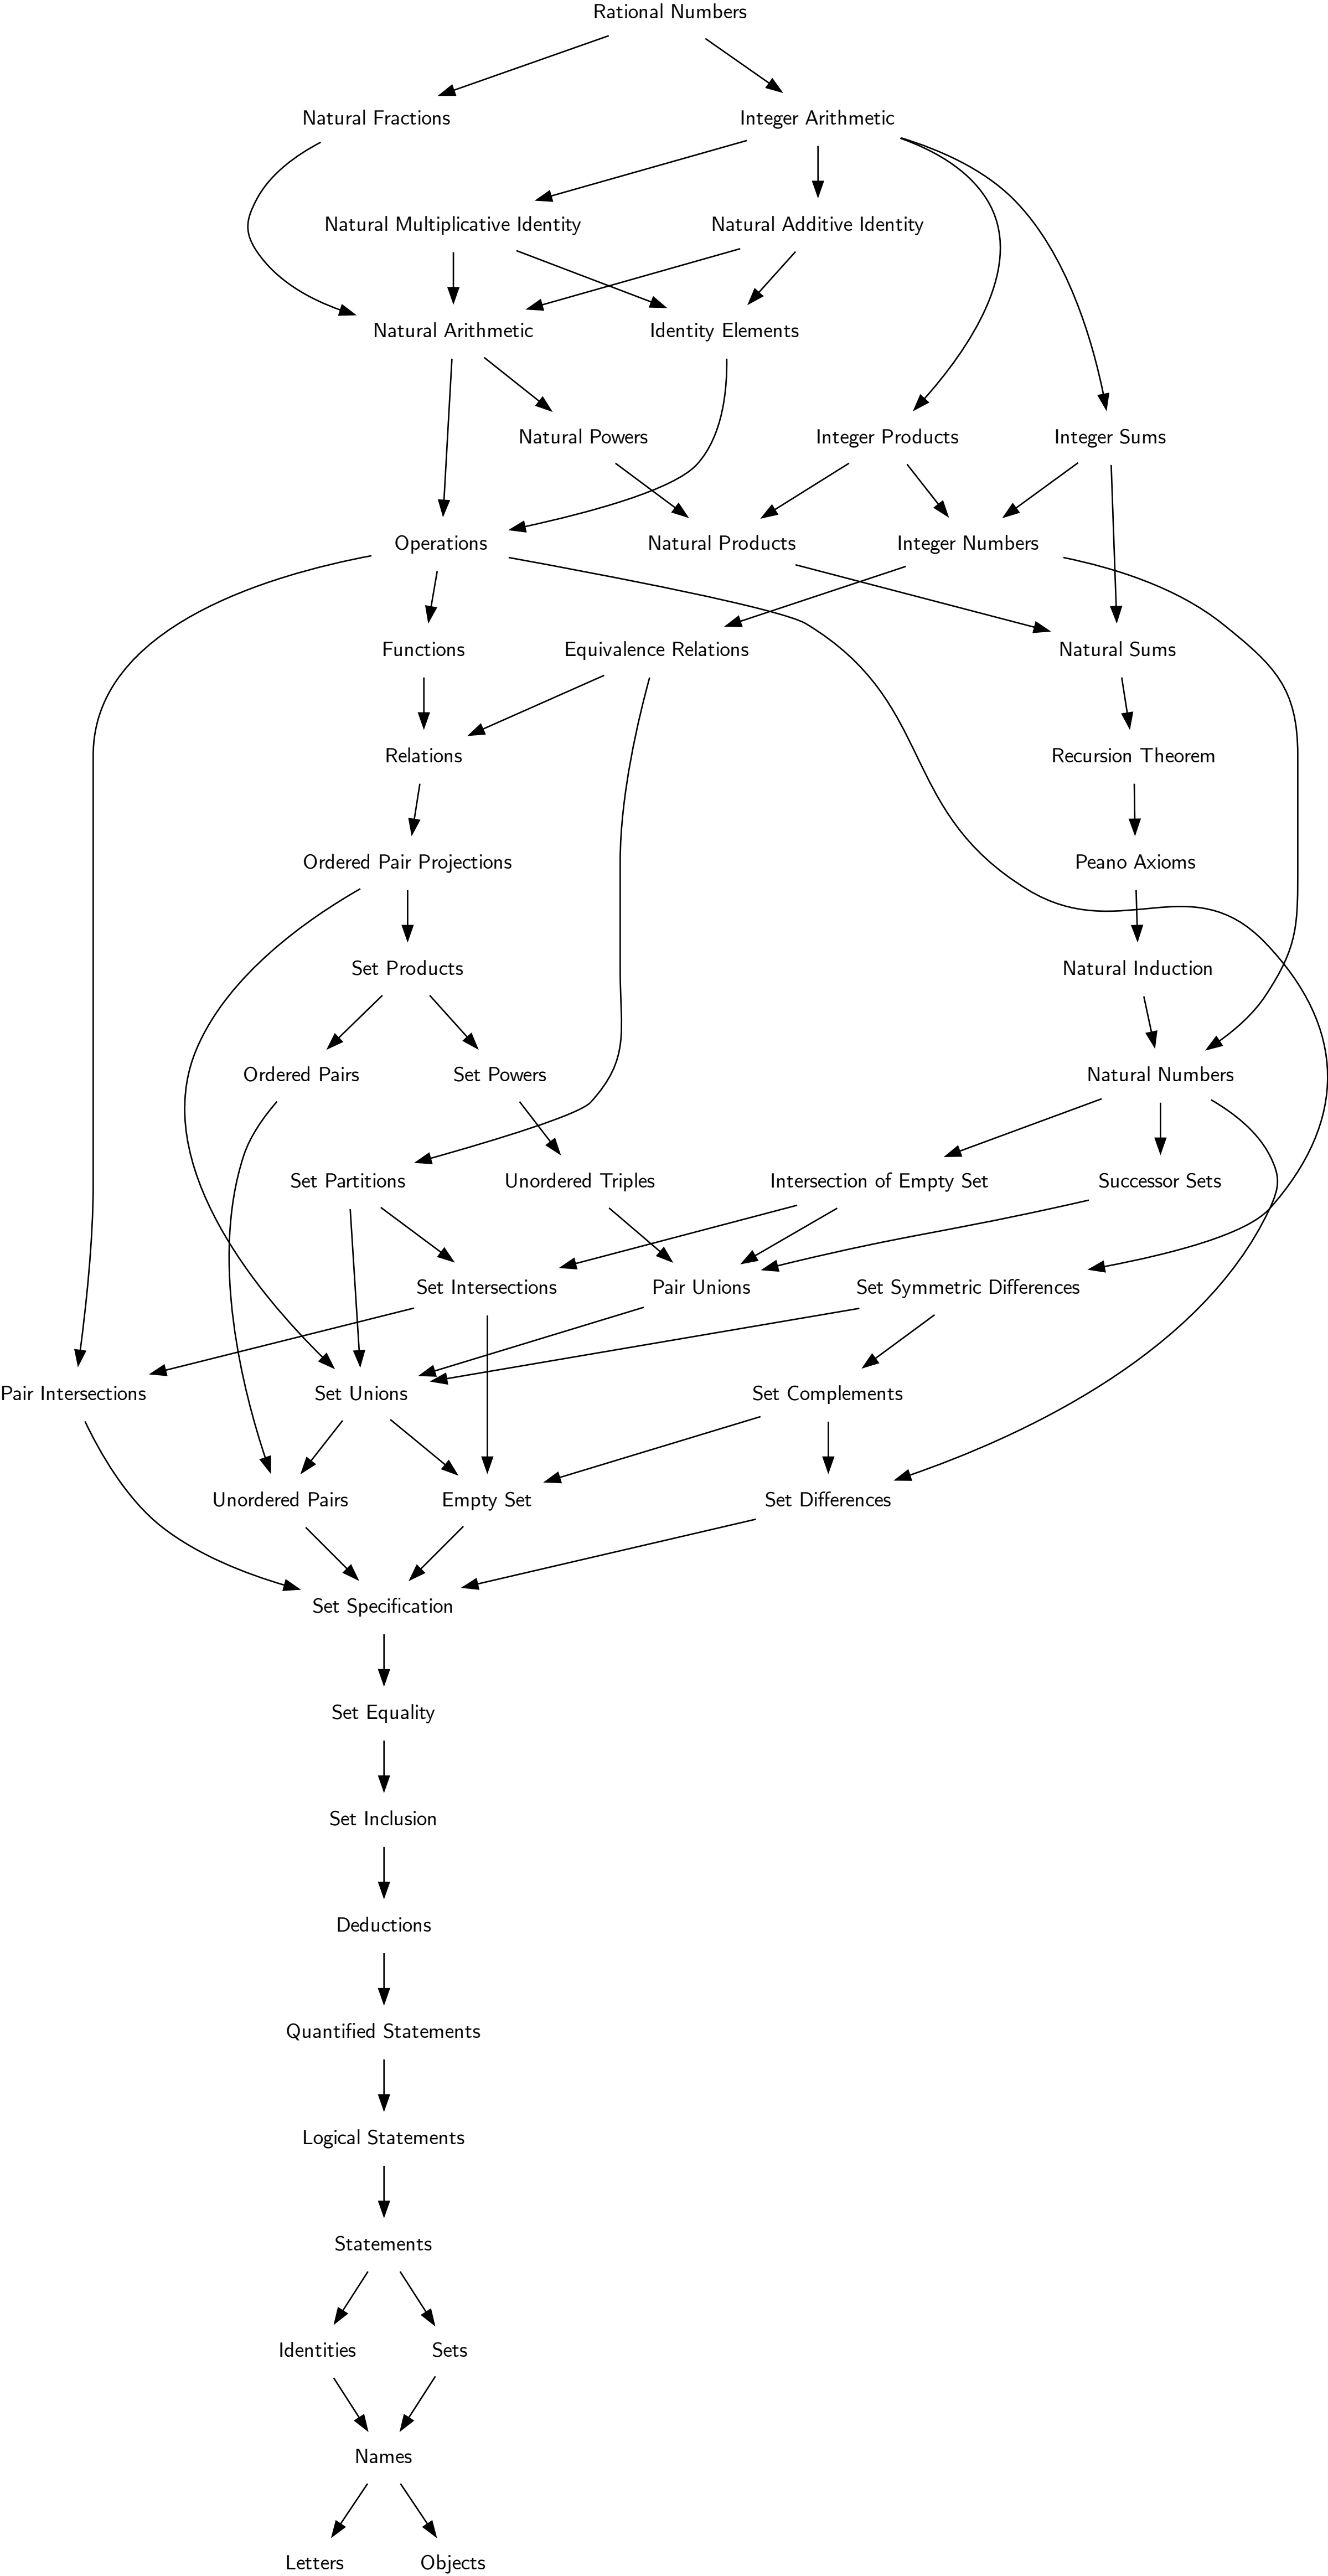 Rational Numbers
Natural Fractions
Integer Arithmetic
Natural Multiplicative Identity
Natural Additive Identity
Natural Arithmetic
Identity Elements
Natural Powers
Integer Products
Integer Sums
Operations
Natural Products
Integer Numbers
Functions
Equivalence Relations
Natural Sums
Relations
Recursion Theorem
Ordered Pair Projections
Peano Axioms
Set Products
Natural Induction
Ordered Pairs
Set Powers
Natural Numbers
Set Partitions
Unordered Triples
Intersection of Empty Set
Successor Sets
Set Intersections
Pair Unions
Set Symmetric Differences
Pair Intersections
Set Unions
Set Complements
Unordered Pairs
Empty Set
Set Differences
Set Specification
Set Equality
Set Inclusion
Deductions
Quantified Statements
Logical Statements
Statements
Identities
Sets
Names
Letters
Objects